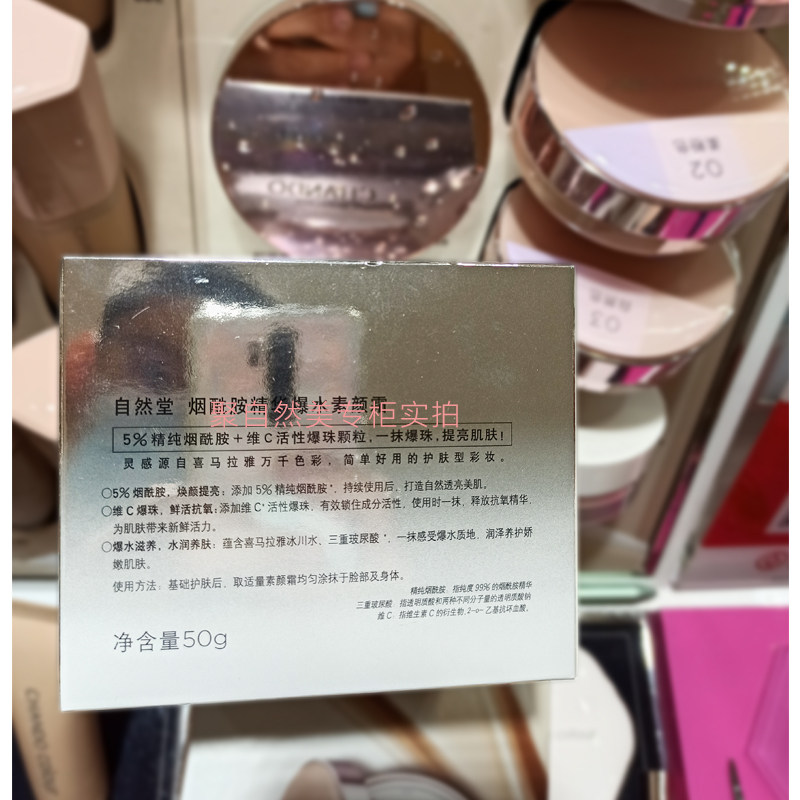 02
柔粉色
03
自然堂 烟酰胺精华爆水素颜霜
聚自然美专柜实拍
5%精纯烟酰胺+维C活性爆珠颗粒,一抹爆珠,提亮肌肤!
灵感源自喜马拉雅万千色彩,简单好用的护肤型彩妆。
○5%烟酰胺,焕颜提亮:添加5%精纯烟酰胺*,持续使用后,打造自然透亮美肌。
○维C爆珠,鲜活抗氧:添加维C*活性爆珠,有效锁住成分活性,使用时一抹,释放抗氧精华,
为肌肤带来新鲜活力。
○爆水滋养,水润养肤:蕴含喜马拉雅冰川水、三重玻尿酸*,一抹感受爆水质地,润泽养护娇
嫩肌肤。
使用方法:基础护肤后,取适量素颜霜均匀涂抹于脸部及身体。
精纯烟酰胺:指纯度99%的烟酰胺精华
三重玻尿酸:指透明质酸和两种不同分子量的透明质酸钠
维C:指维生素C的衍生物,2-o-乙基抗坏血酸。
净含量50g
CHANDO colour